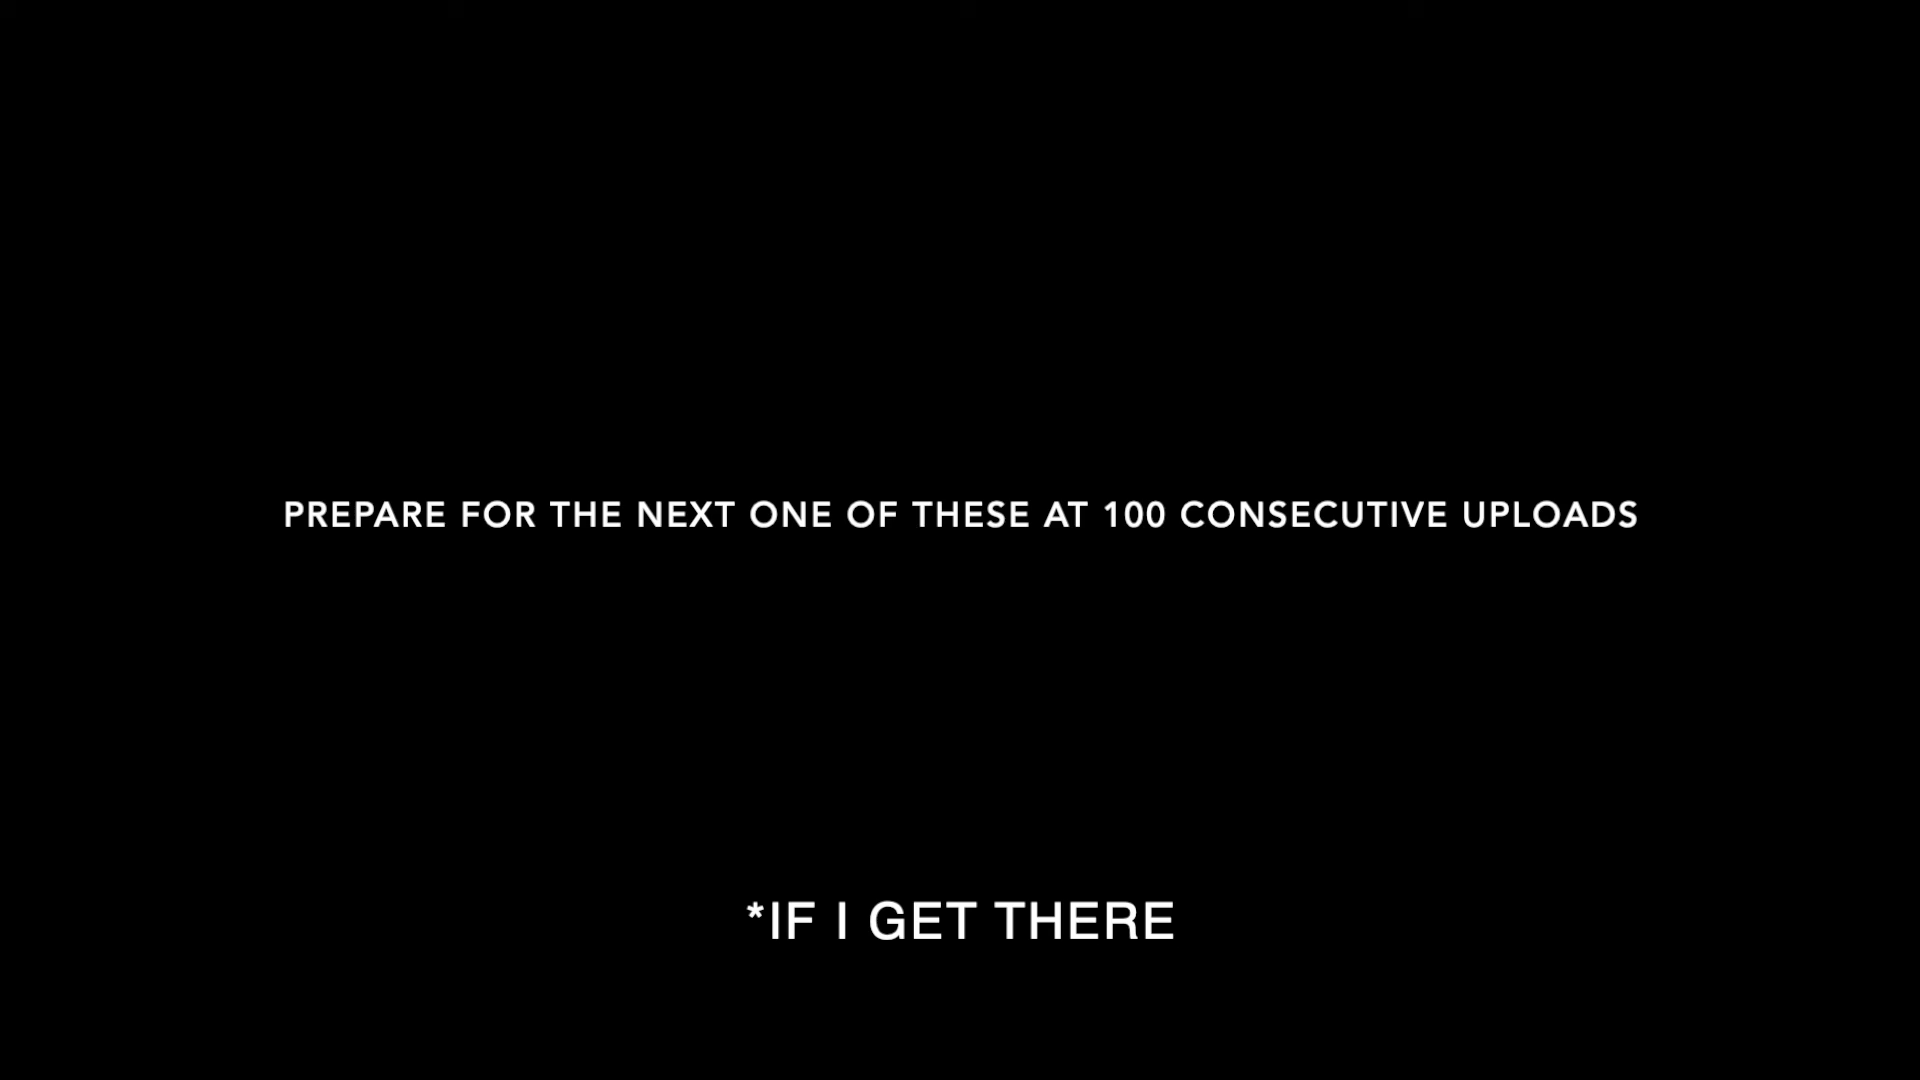 PREPARE FOR THE NEXT ONE OF THESE AT 100 CONSECUTIVE UPLOADS
*IF I GET THERE